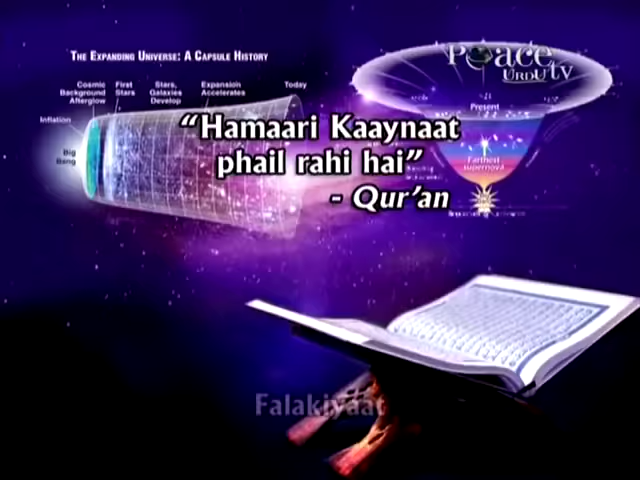 THE EXPANDING UNIVERSE: A CAPSULE HISTORY
PEACE
URDU TV
Cosmic
Background
Afterglow
First
Stars
Stars,
Galaxies
Develop
Expansion
Accelerates
Today
Inflation
Big
Bang
Present
Farthest
supernova
“Hamaari Kaaynaat
phail rahi hai”
- Qur’an
Falakiyaat